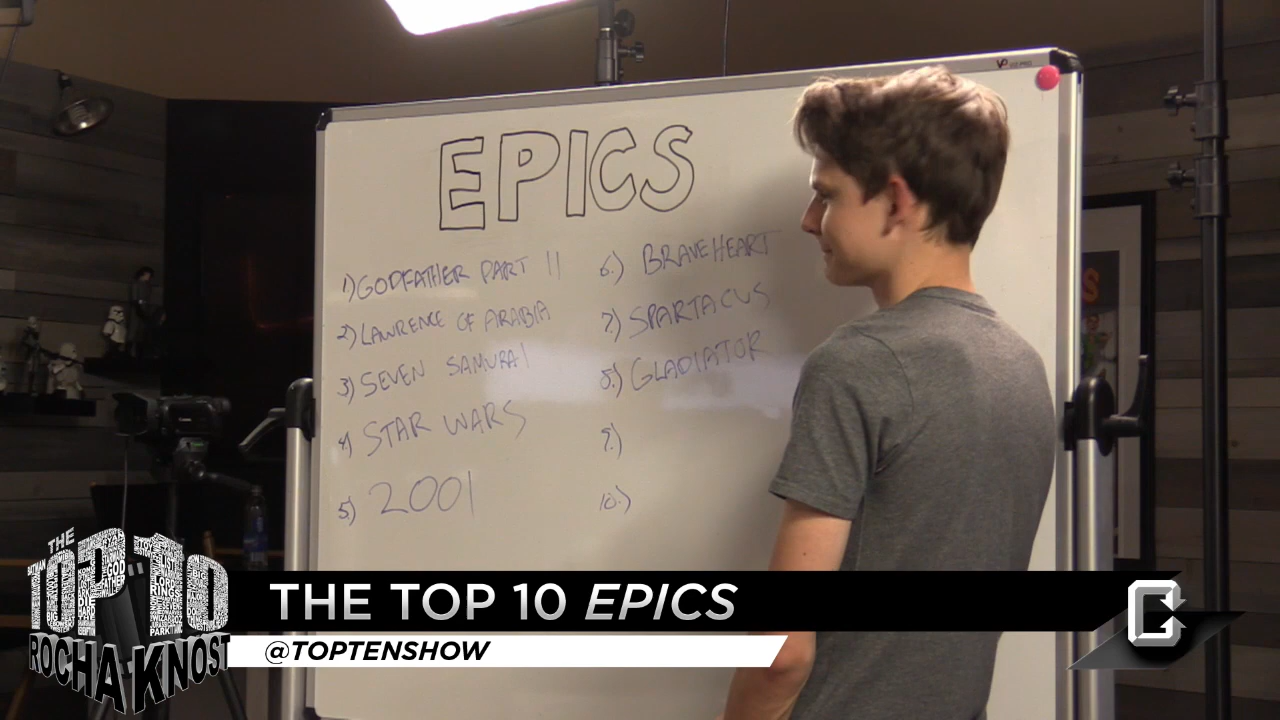 EPICS
1) GODFATHER PART II
2) LAWRENCE OF ARABIA
3) SEVEN SAMURAI
4) STAR WARS
5) 2001
6.) BRAVEHEART
7.) SPARTACUS
8.) GLADIATOR
9.)
10.)
THE
TOP 10
ROCHA KNOST
THE TOP 10 EPICS
@TOPTENSHOW